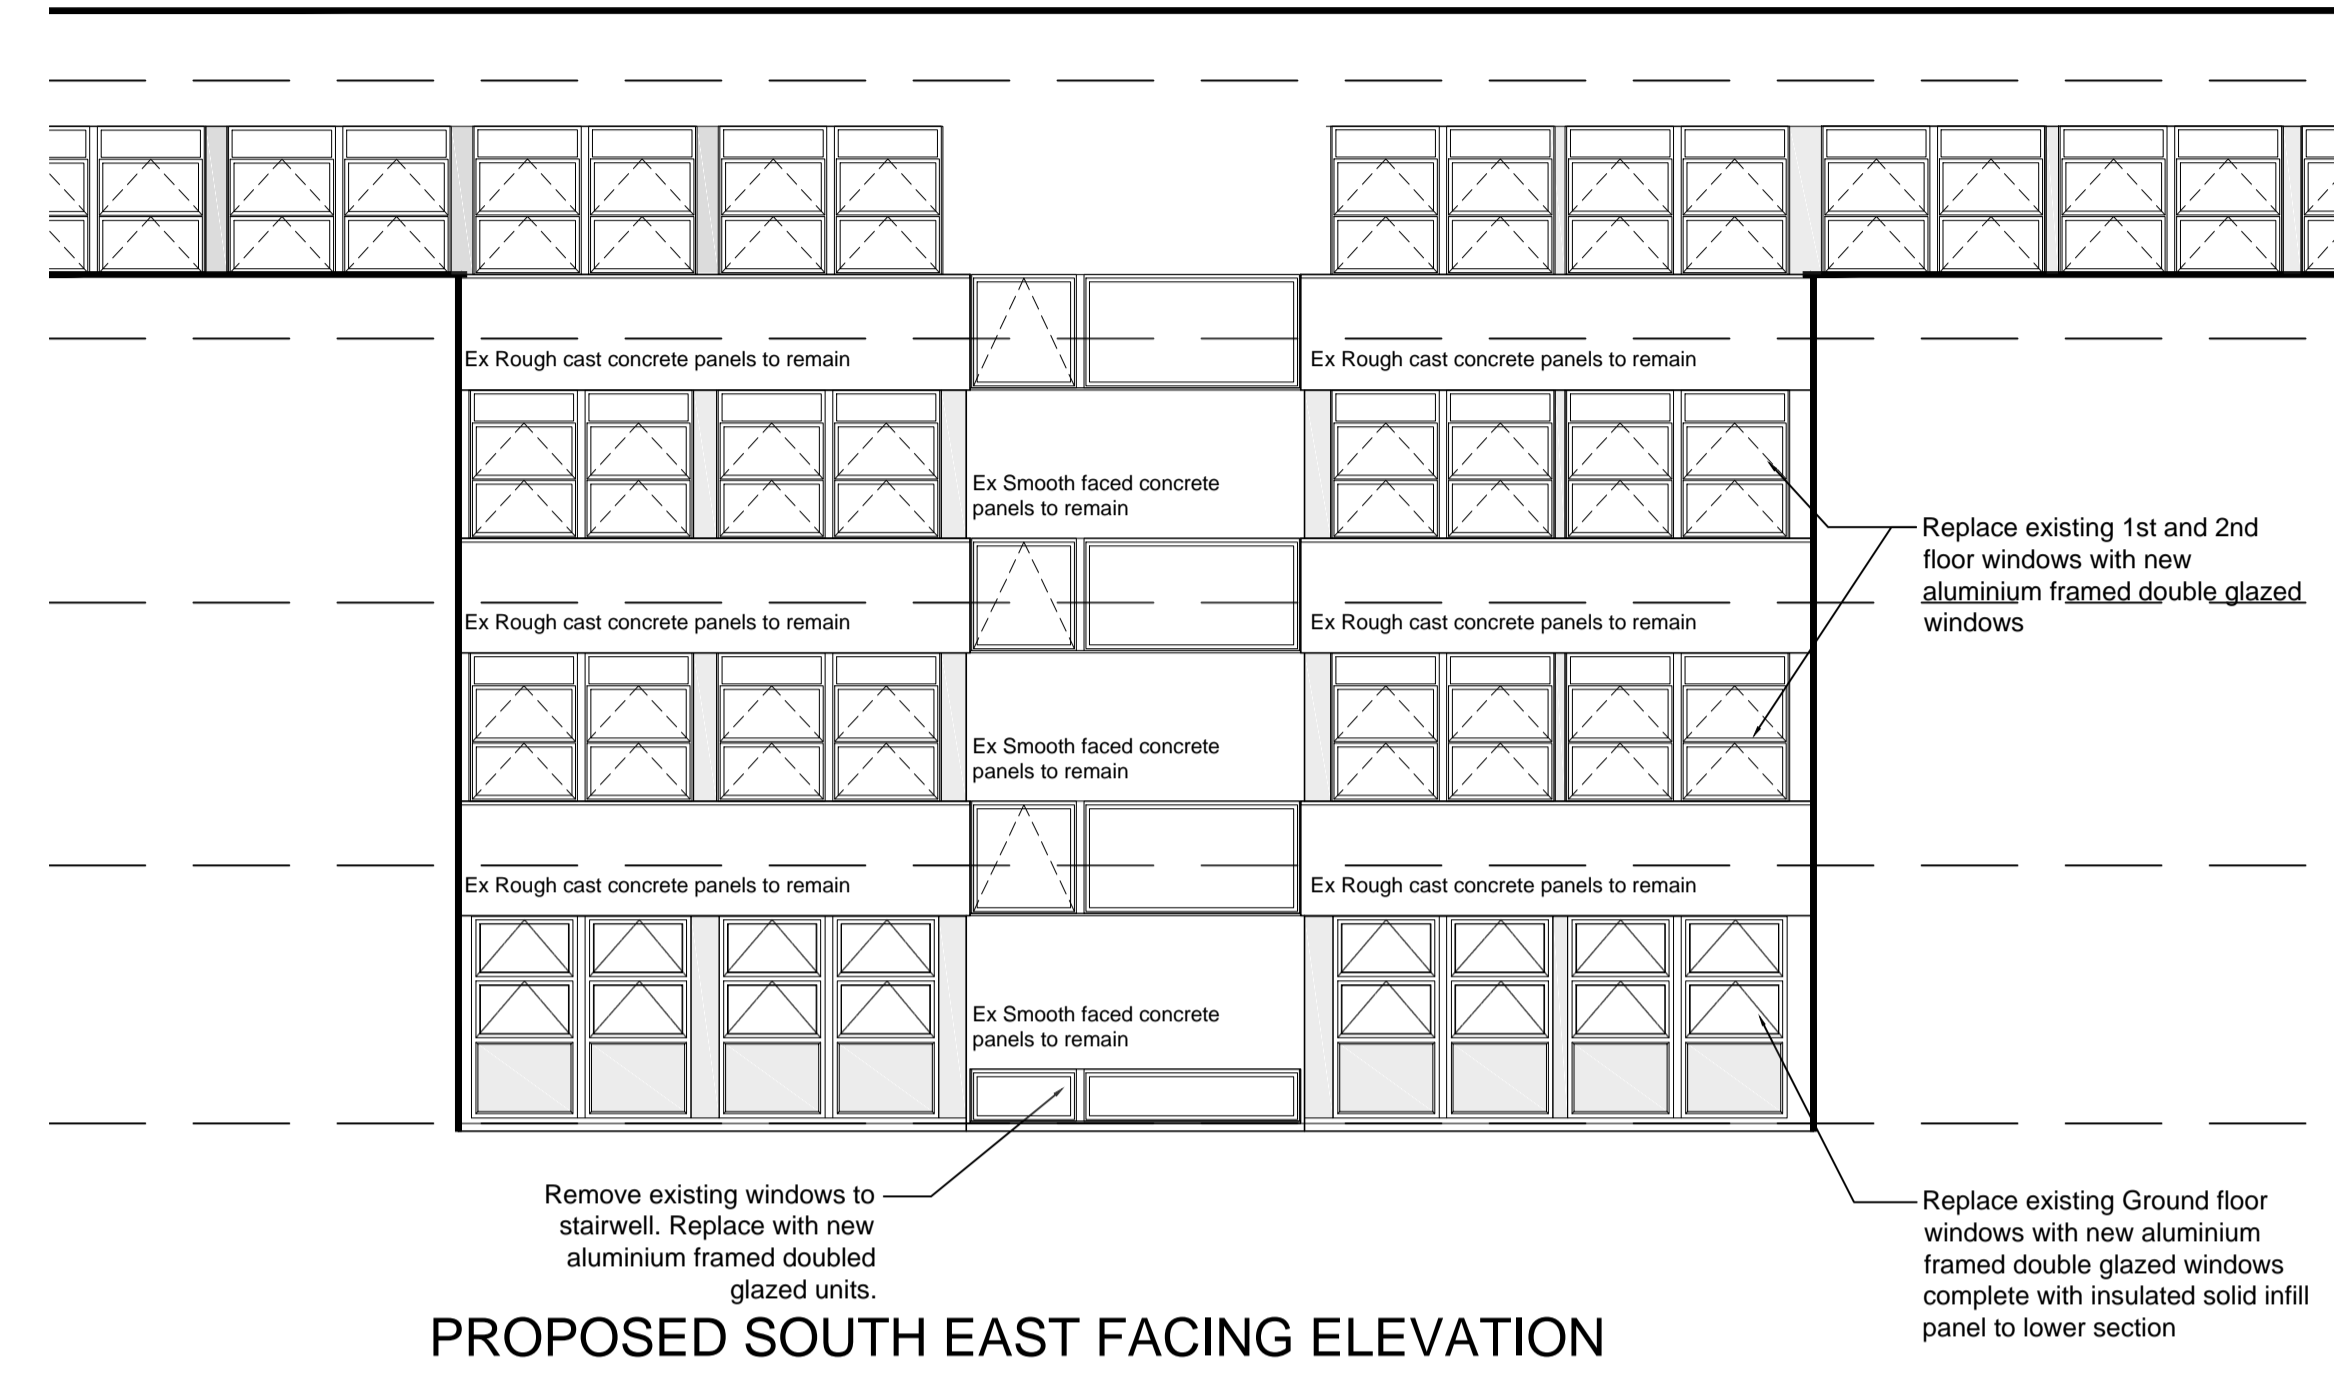 Ex Rough cast concrete panels to remain
Ex Rough cast concrete panels to remain
Ex Smooth faced concrete
panels to remain
Replace existing 1st and 2nd
floor windows with new
aluminium framed double glazed
windows
Ex Rough cast concrete panels to remain
Ex Rough cast concrete panels to remain
Ex Smooth faced concrete
panels to remain
Ex Rough cast concrete panels to remain
Ex Rough cast concrete panels to remain
Ex Smooth faced concrete
panels to remain
Remove existing windows to
stairwell. Replace with new
aluminium framed doubled
glazed units.
Replace existing Ground floor
windows with new aluminium
framed double glazed windows
complete with insulated solid infill
panel to lower section
PROPOSED SOUTH EAST FACING ELEVATION